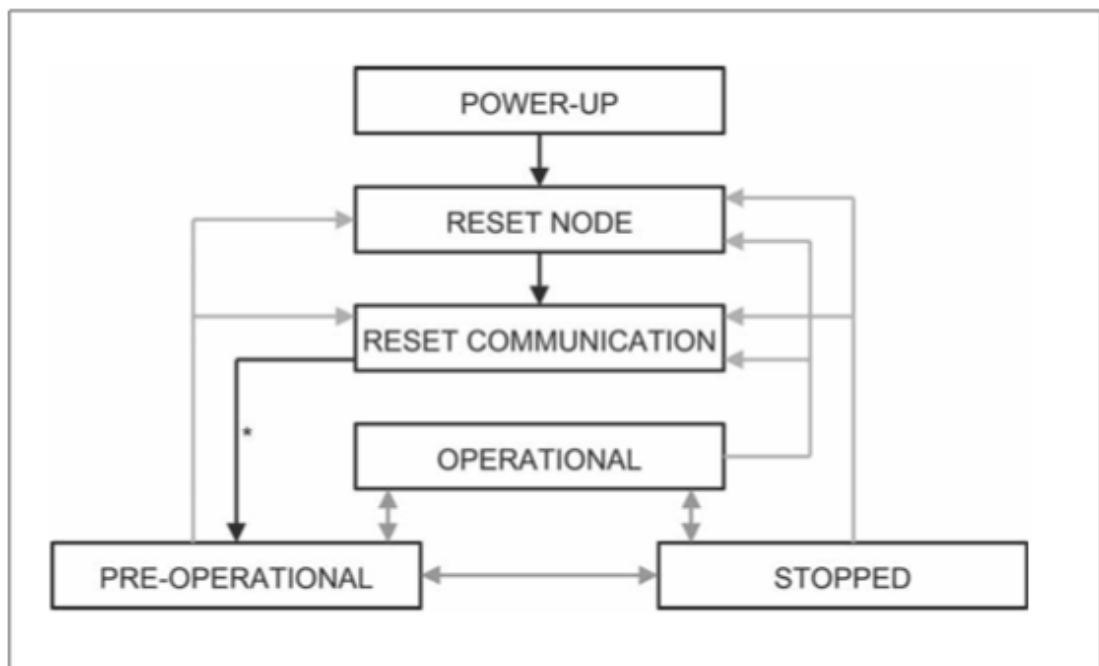 POWER-UP
RESET NODE
RESET COMMUNICATION
*
OPERATIONAL
PRE-OPERATIONAL
STOPPED